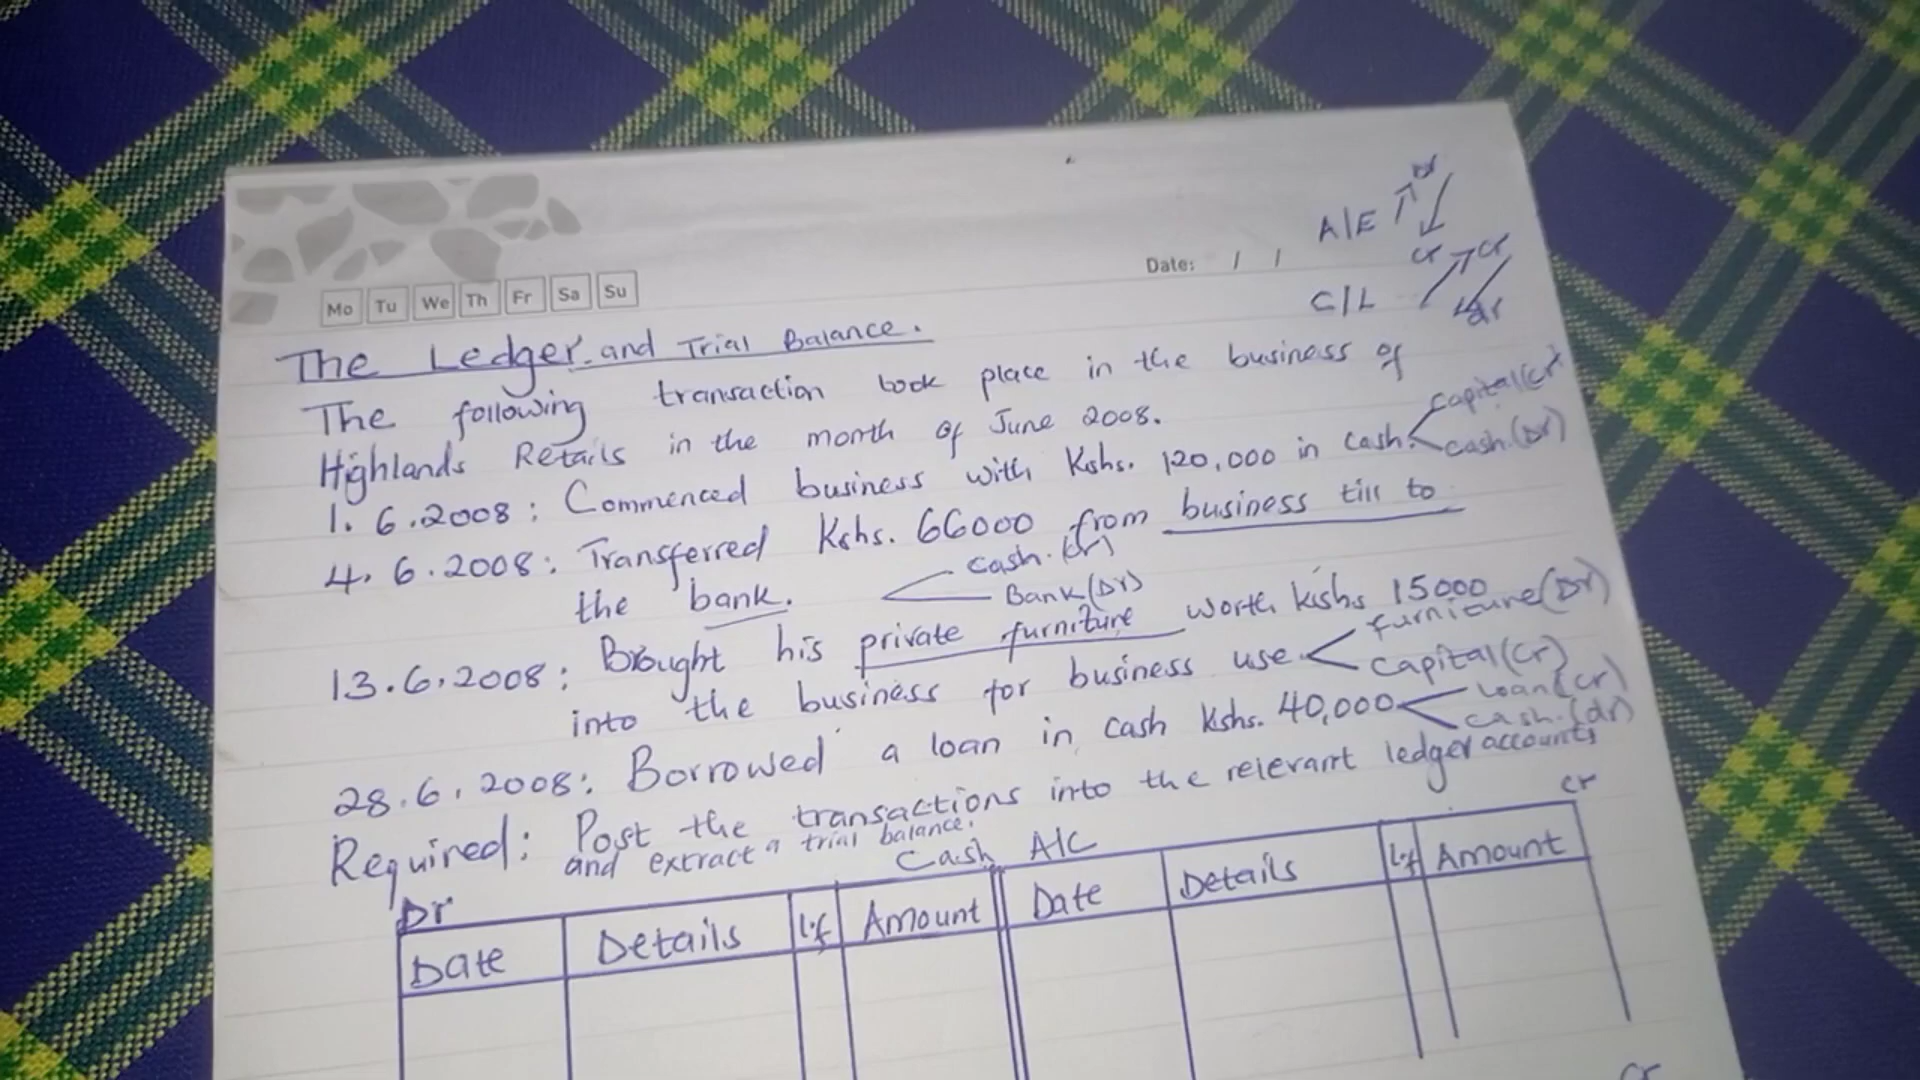 Date: / /
A/E dr cr
C/L cr dr
Mo Tu We Th Fr Sa Su
The Ledger and Trial Balance.
The following transaction took place in the business of
Highlands Retails in the month of June 2008.
1. 6.2008: Commenced business with Kshs. 120,000 in cash. Capital(cr)
cash.(Dr)
4. 6.2008: Transferred Kshs. 66000 from business till to
the bank. cash.(cr)
Bank(Dr)
13.6.2008: Brought his private furniture worth kshs 15000
into the business for business use. furniture(Dr)
Capital(Cr)
28.6.2008: Borrowed a loan in cash Kshs. 40,000 Loan(cr)
cash.(dr)
Required: Post the transactions into the relevant ledger accounts
and extract a trial balance.
Dr Cash A/C cr
Date Details l.f Amount Date Details l.f Amount
cr